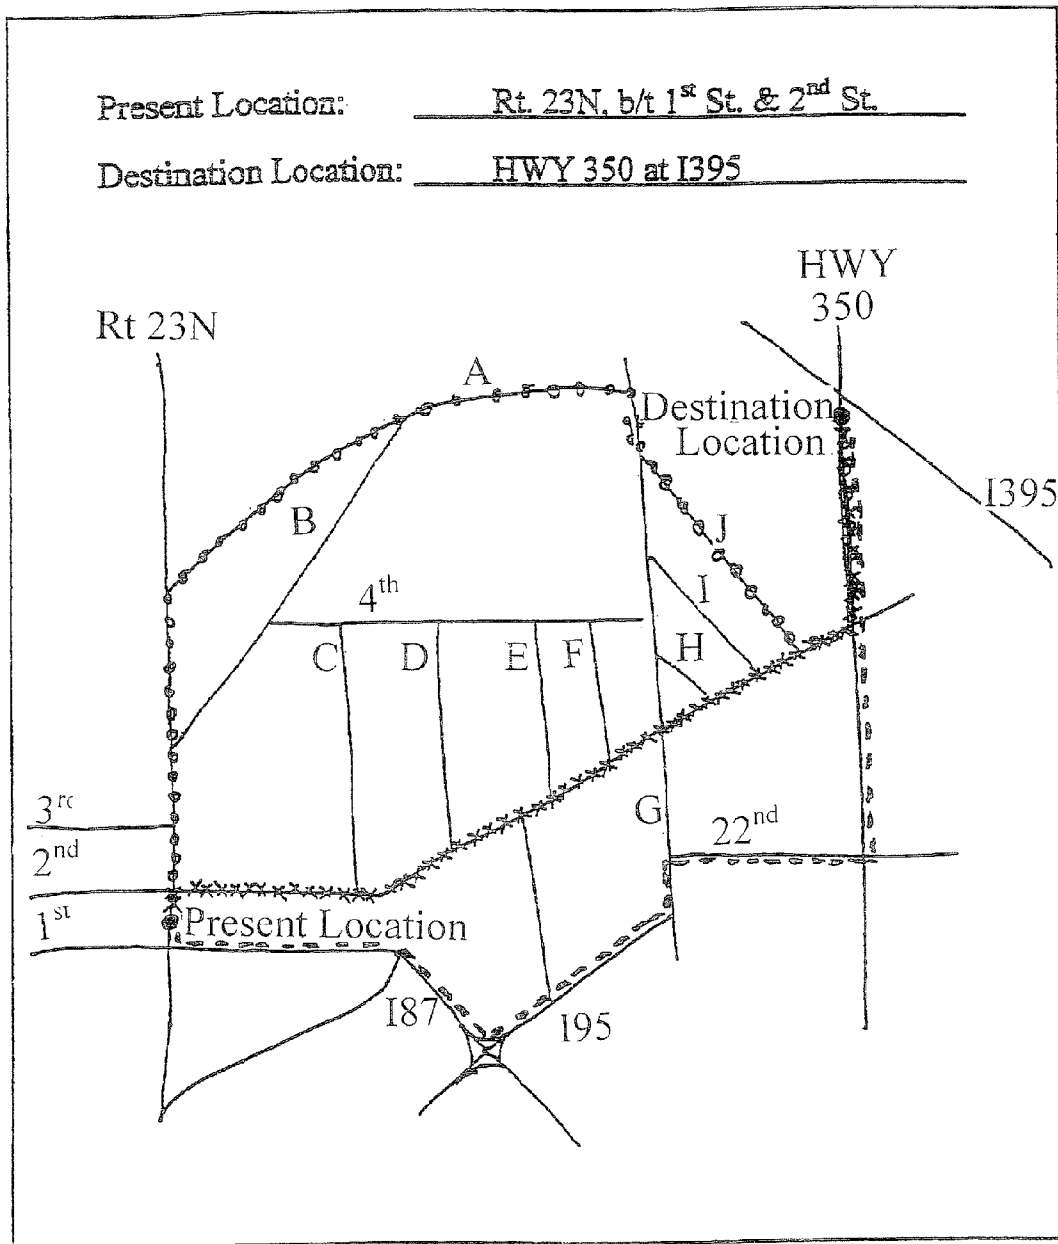 Present Location: Rt. 23N, b/t 1st St. & 2nd St.
Destination Location: HWY 350 at I395
HWY
350
Rt 23N
A
Destination
Location
I395
B
J
4th
I
C
D
E
F
H
3rd
G
22nd
2nd
1st
Present Location
I87
I95